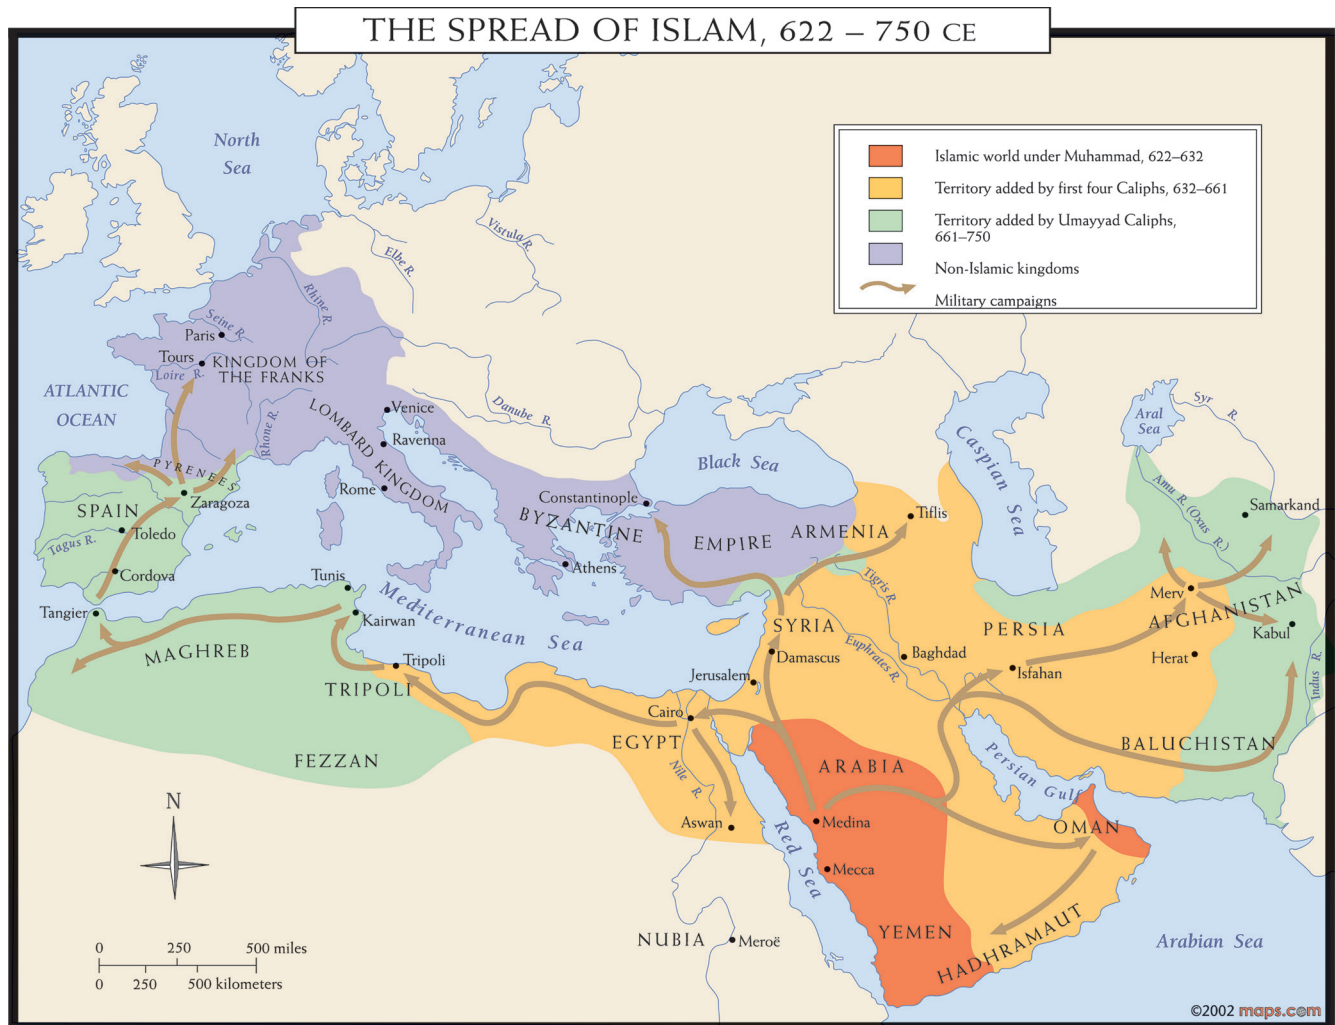 THE SPREAD OF ISLAM, 622 – 750 CE
Islamic world under Muhammad, 622–632
Territory added by first four Caliphs, 632–661
Territory added by Umayyad Caliphs,
661–750
Non-Islamic kingdoms
Military campaigns
North
Sea
Vistula R.
Elbe R.
Rhine R.
Seine R.
Paris
Tours
KINGDOM OF
THE FRANKS
Loire R.
ATLANTIC
OCEAN
Rhone R.
LOMBARD KINGDOM
Venice
Ravenna
Rome
Danube R.
Black Sea
Caspian Sea
Aral
Sea
Syr R.
Amu R. (Oxus R.)
Samarkand
PYRENEES
Zaragoza
SPAIN
Toledo
Tagus R.
Cordova
Constantinople
BYZANTINE
EMPIRE
ARMENIA
Tiflis
Athens
Tigris R.
Tunis
Tangier
Kairwan
Mediterranean Sea
MAGHREB
Tripoli
TRIPOLI
FEZZAN
SYRIA
Damascus
Euphrates R.
Baghdad
PERSIA
Isfahan
Merv
AFGHANISTAN
Kabul
Herat
Indus R.
Jerusalem
Cairo
EGYPT
Nile R.
Aswan
ARABIA
Persian Gulf
BALUCHISTAN
Medina
Mecca
OMAN
Red Sea
YEMEN
HADHRAMAUT
NUBIA
Meroë
Arabian Sea
N
0 250 500 miles
0 250 500 kilometers
©2002 maps.com